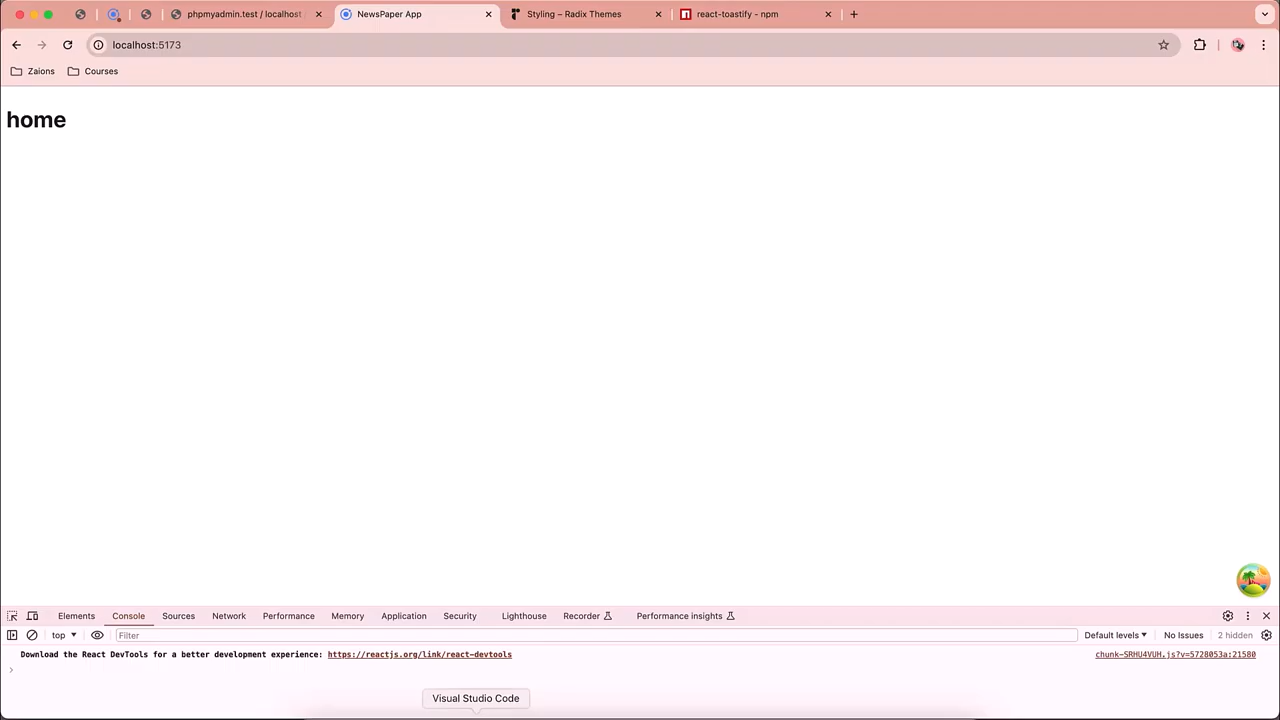 phpmyadmin.test / localhost
NewsPaper App
Styling – Radix Themes
react-toastify - npm
localhost:5173
Zaions
Courses
home
Elements
Console
Sources
Network
Performance
Memory
Application
Security
Lighthouse
Recorder
Performance insights
top
Filter
Default levels
No Issues
2 hidden
Download the React DevTools for a better development experience: https://reactjs.org/link/react-devtools
chunk-SRHU4VUH.js?v=5728053a:21580
Visual Studio Code